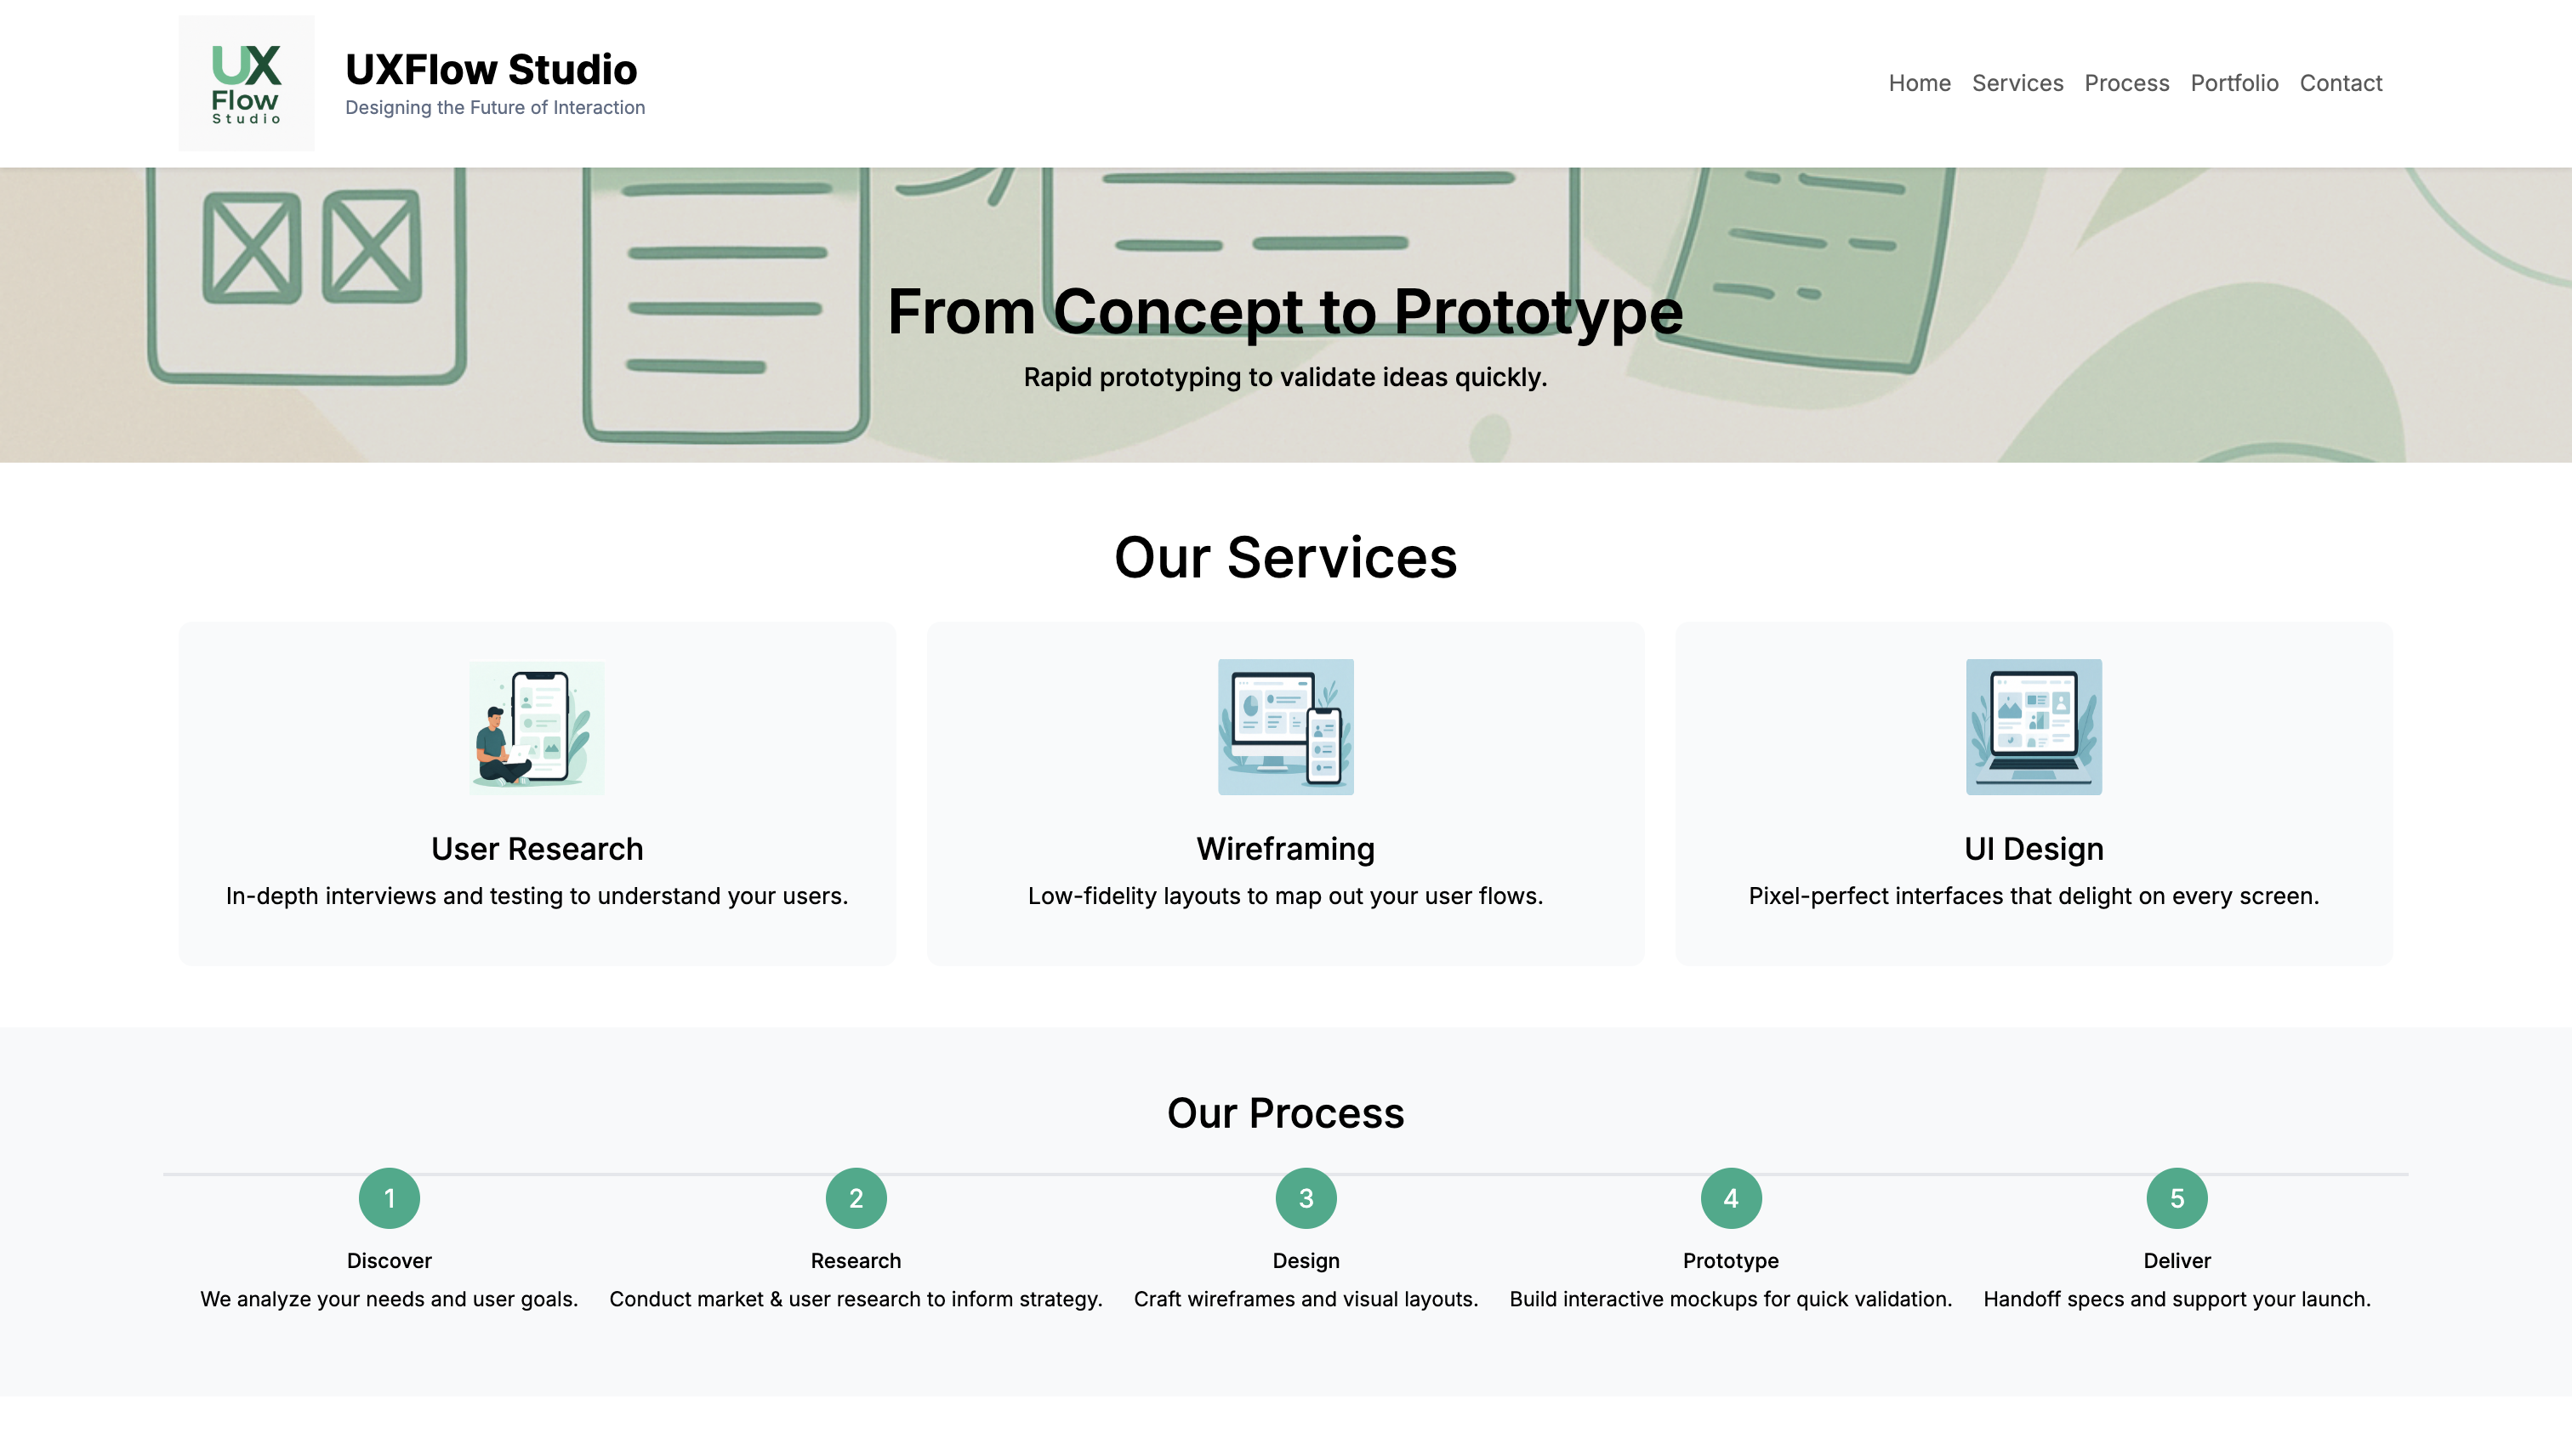 UX
Flow
Studio
UXFlow Studio
Designing the Future of Interaction
Home Services Process Portfolio Contact
From Concept to Prototype
Rapid prototyping to validate ideas quickly.
Our Services
User Research
In-depth interviews and testing to understand your users.
Wireframing
Low-fidelity layouts to map out your user flows.
UI Design
Pixel-perfect interfaces that delight on every screen.
Our Process
1
Discover
We analyze your needs and user goals.
2
Research
Conduct market & user research to inform strategy.
3
Design
Craft wireframes and visual layouts.
4
Prototype
Build interactive mockups for quick validation.
5
Deliver
Handoff specs and support your launch.